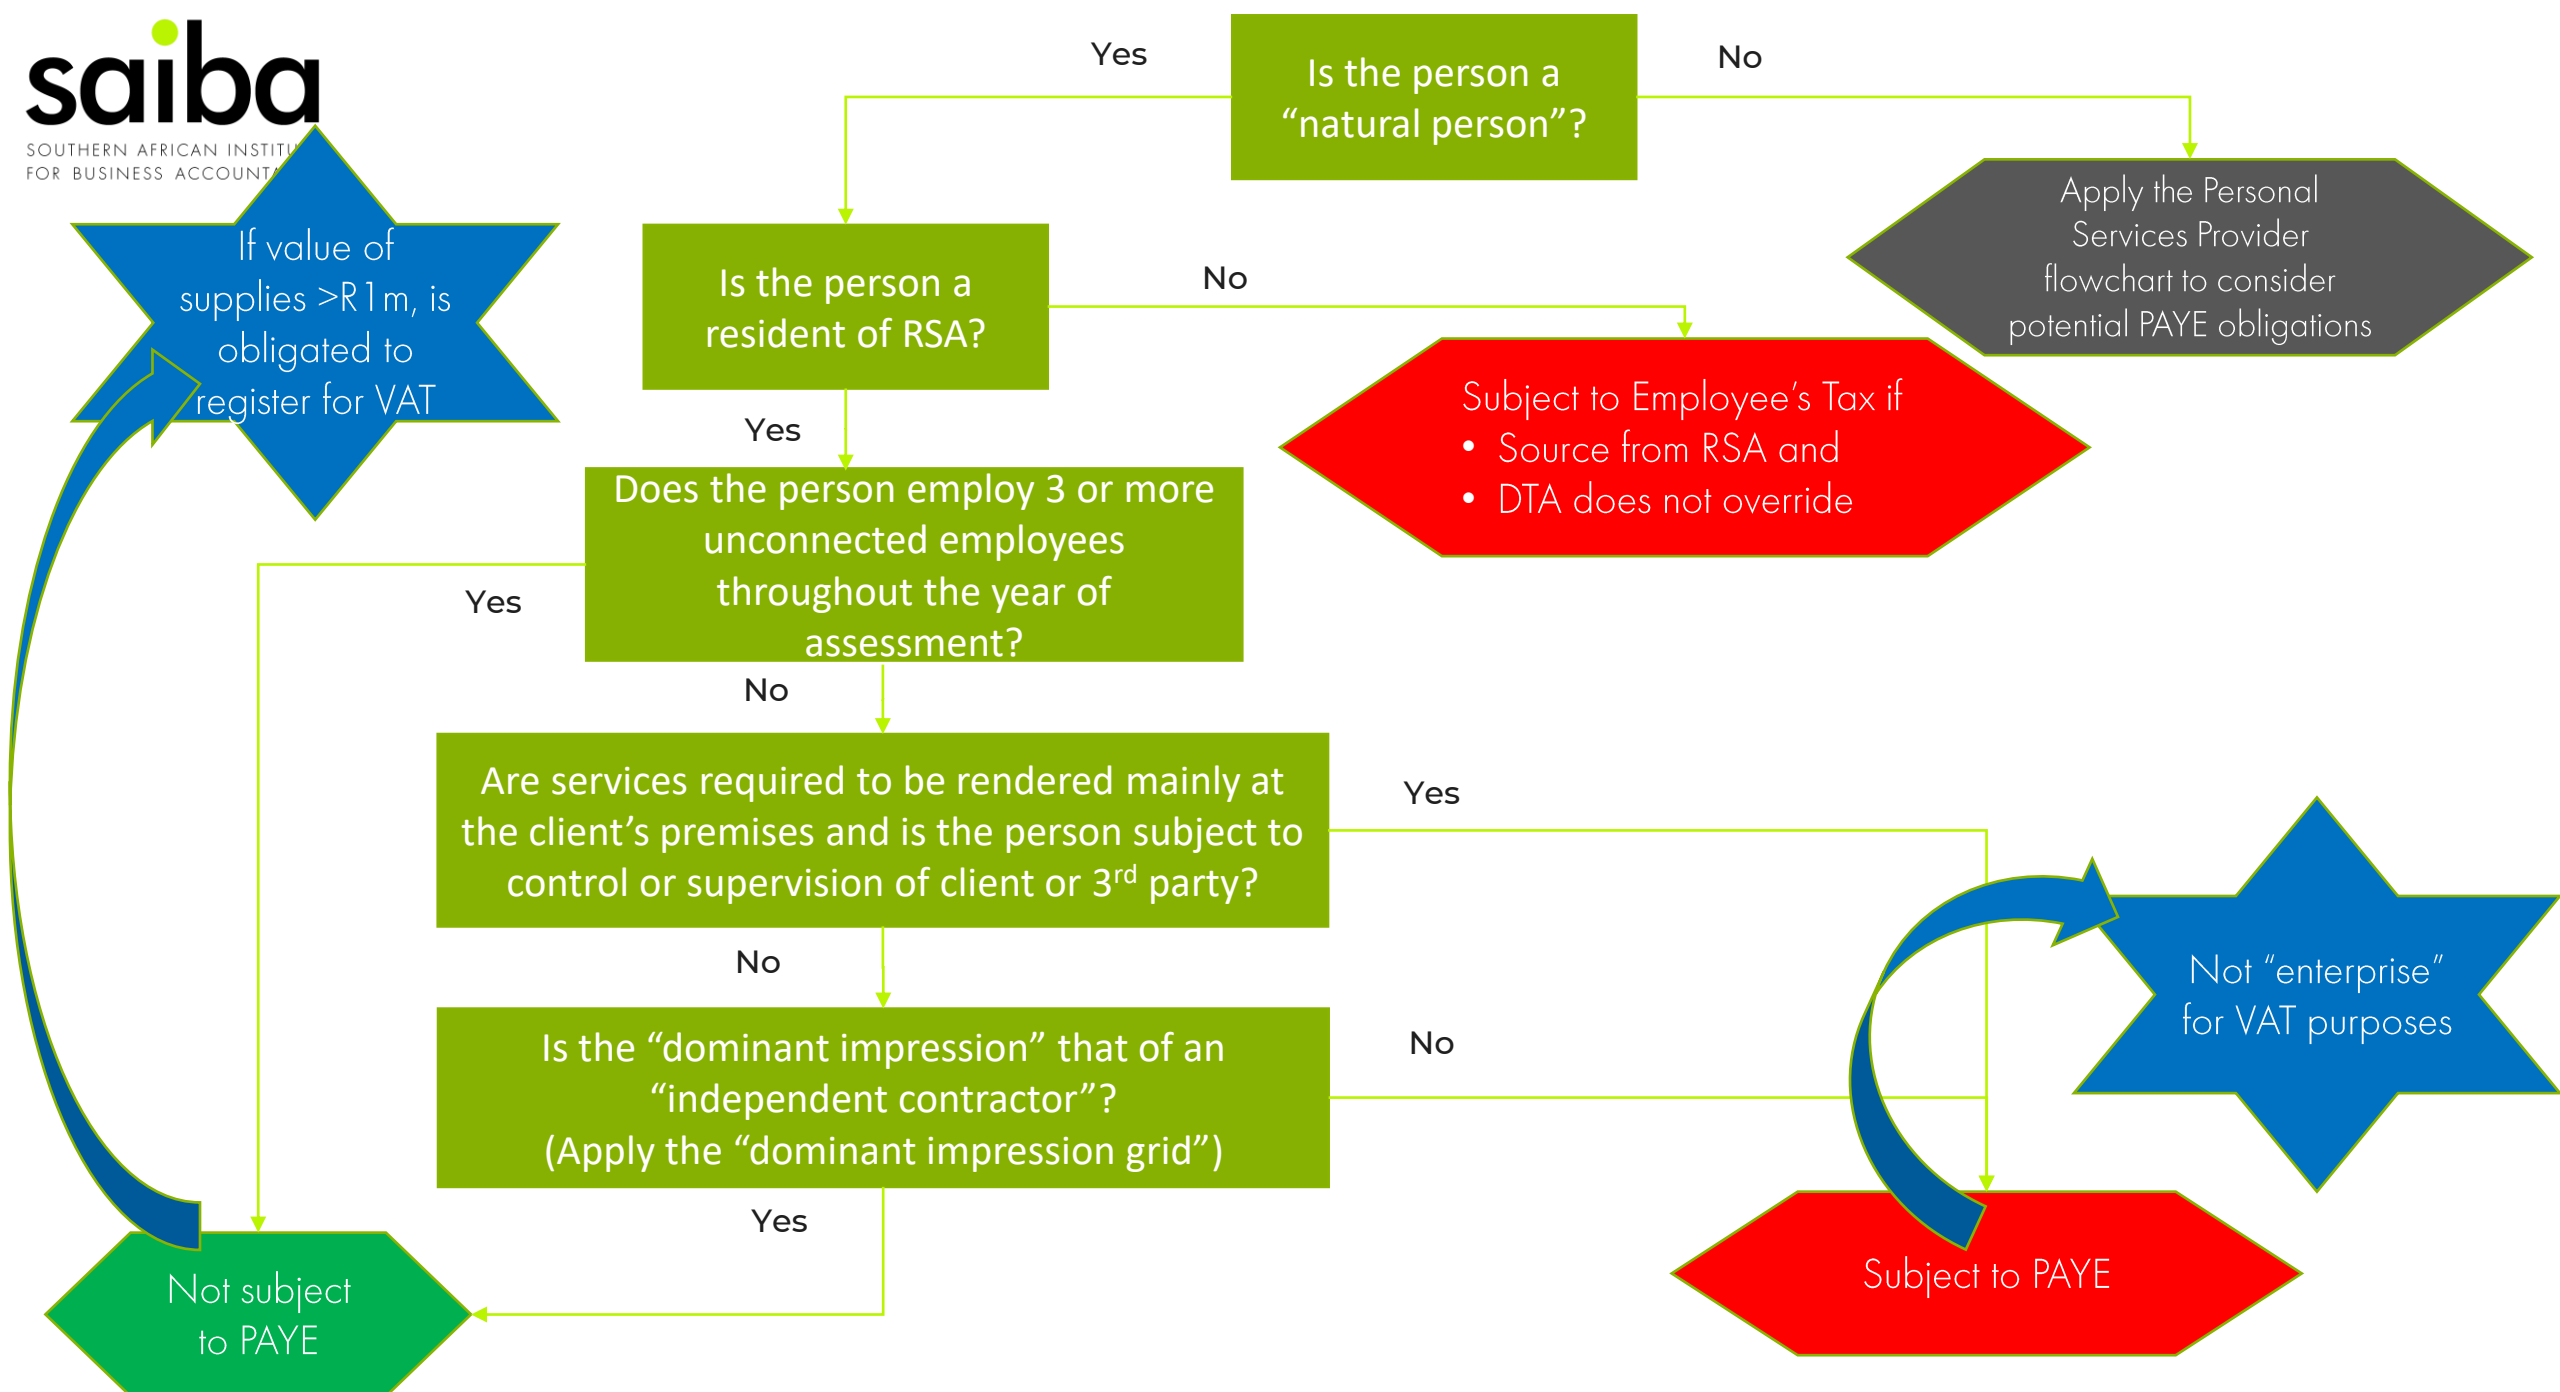 saiba
SOUTHERN AFRICAN INSTITU
FOR BUSINESS ACCOUNTA
Yes
Is the person a
“natural person”?
No
Apply the Personal
Services Provider
flowchart to consider
potential PAYE obligations
If value of
supplies >R1m, is
obligated to
register for VAT
Is the person a
resident of RSA?
No
Subject to Employee’s Tax if
• Source from RSA and
• DTA does not override
Yes
Does the person employ 3 or more
unconnected employees
throughout the year of
assessment?
Yes
No
Are services required to be rendered mainly at
the client’s premises and is the person subject to
control or supervision of client or 3rd party?
Yes
No
Not “enterprise”
for VAT purposes
Is the “dominant impression” that of an
“independent contractor”?
(Apply the “dominant impression grid”)
No
Yes
Not subject
to PAYE
Subject to PAYE